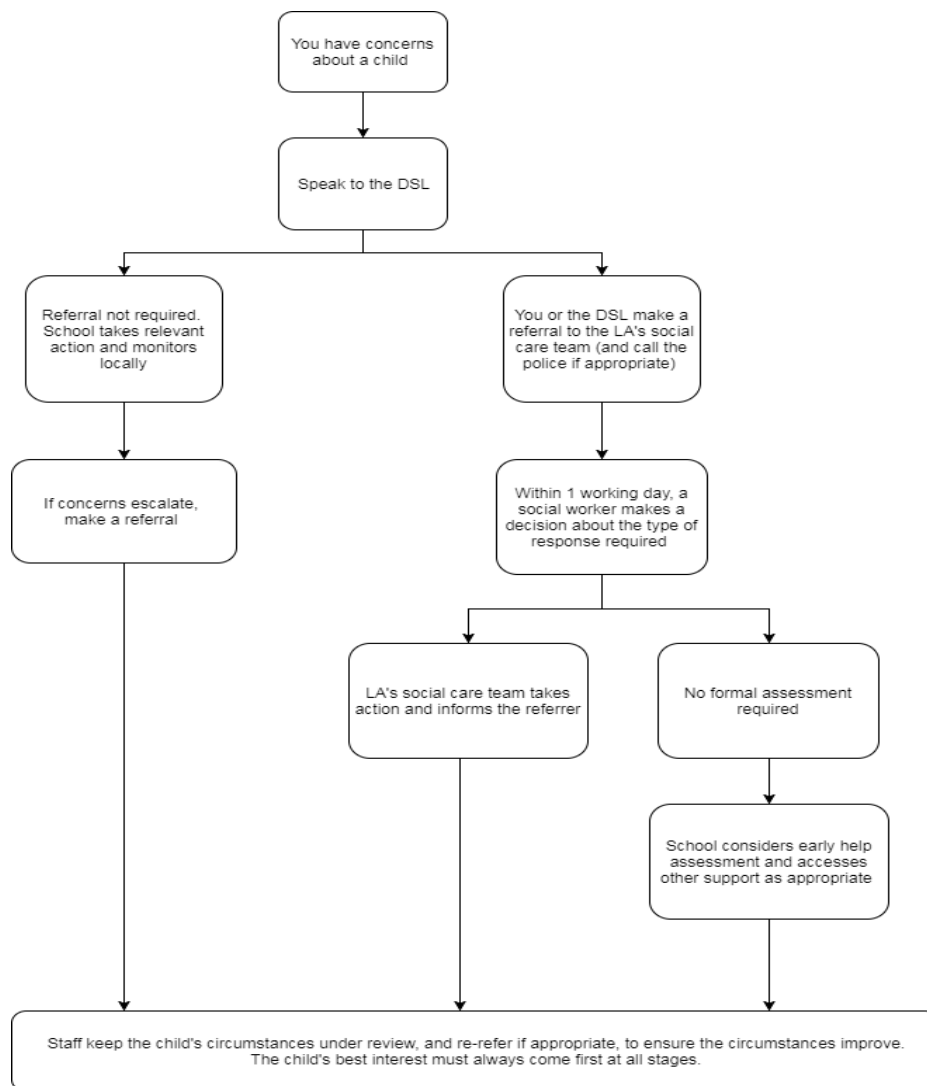 You have concerns
about a child
Speak to the DSL
Referral not required.
School takes relevant
action and monitors
locally
You or the DSL make a
referral to the LA's social
care team (and call the
police if appropriate)
If concerns escalate,
make a referral
Within 1 working day, a
social worker makes a
decision about the type of
response required
LA's social care team takes
action and informs the referrer
No formal assessment
required
School considers early help
assessment and accesses
other support as appropriate
Staff keep the child's circumstances under review, and re-refer if appropriate, to ensure the circumstances improve.
The child's best interest must always come first at all stages.